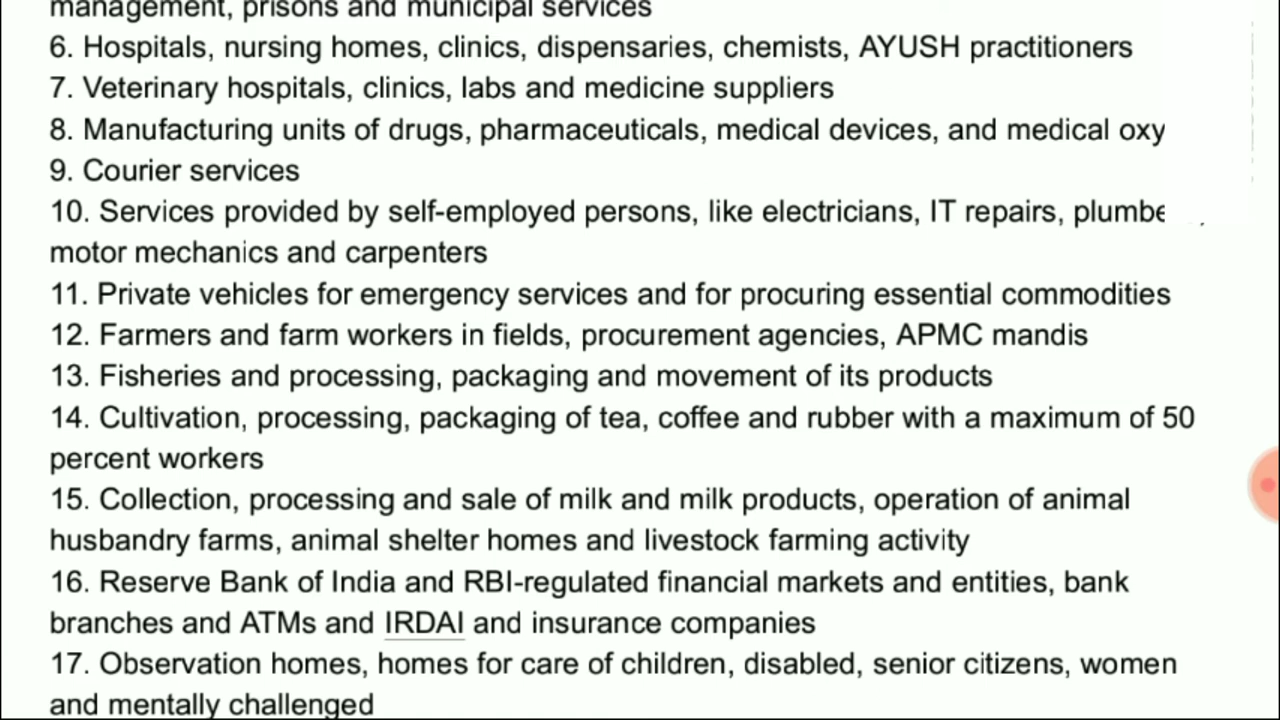 management, prisons and municipal services
6. Hospitals, nursing homes, clinics, dispensaries, chemists, AYUSH practitioners
7. Veterinary hospitals, clinics, labs and medicine suppliers
8. Manufacturing units of drugs, pharmaceuticals, medical devices, and medical oxy
9. Courier services
10. Services provided by self-employed persons, like electricians, IT repairs, plumbe ,
motor mechanics and carpenters
11. Private vehicles for emergency services and for procuring essential commodities
12. Farmers and farm workers in fields, procurement agencies, APMC mandis
13. Fisheries and processing, packaging and movement of its products
14. Cultivation, processing, packaging of tea, coffee and rubber with a maximum of 50
percent workers
15. Collection, processing and sale of milk and milk products, operation of animal
husbandry farms, animal shelter homes and livestock farming activity
16. Reserve Bank of India and RBI-regulated financial markets and entities, bank
branches and ATMs and IRDAI and insurance companies
17. Observation homes, homes for care of children, disabled, senior citizens, women
and mentally challenged